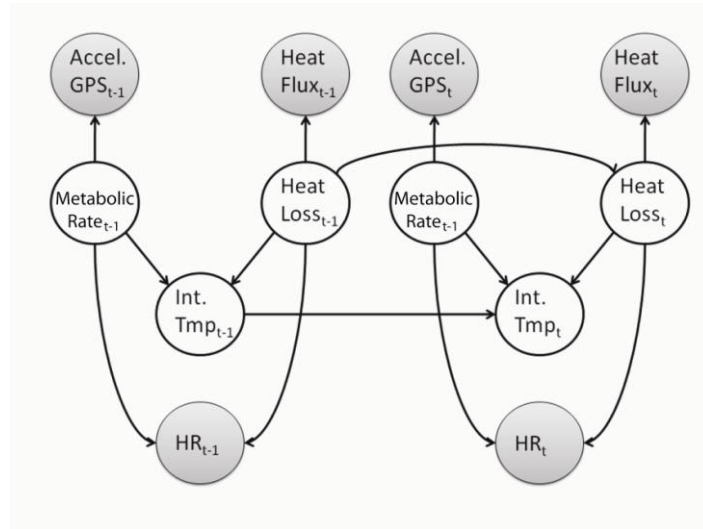 Accel.
GPSt-1
Heat
Fluxt-1
Accel.
GPSt
Heat
Fluxt
Metabolic
Ratet-1
Heat
Losst-1
Metabolic
Ratet-1
Heat
Losst
Int.
Tmpt-1
Int.
Tmpt
HRt-1
HRt